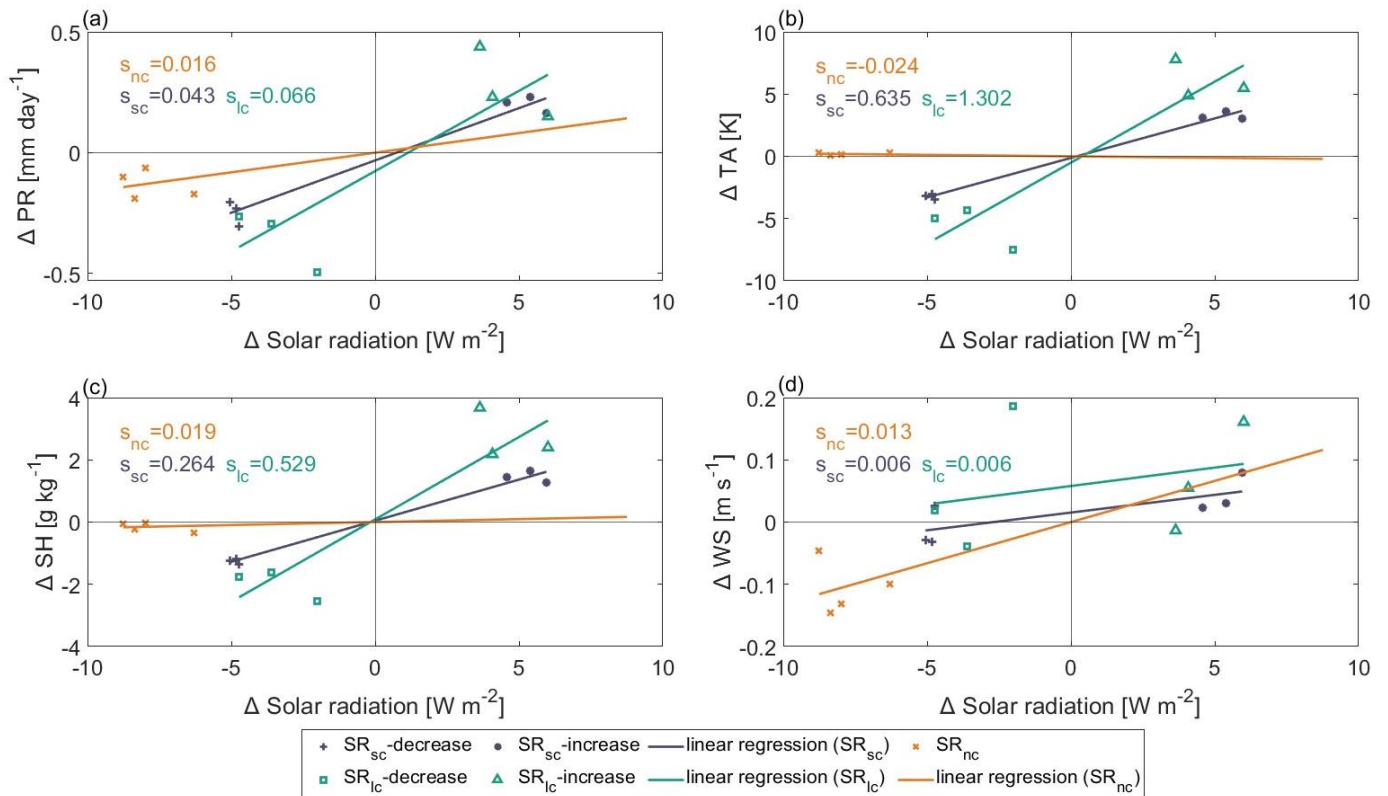 (a)
s_nc=0.016
s_sc=0.043 s_lc=0.066
Δ PR [mm day^-1]
0.5
0
-0.5
-10 -5 0 5 10
Δ Solar radiation [W m^-2]
(b)
s_nc=-0.024
s_sc=0.635 s_lc=1.302
Δ TA [K]
10
5
0
-5
-10
-10 -5 0 5 10
Δ Solar radiation [W m^-2]
(c)
s_nc=0.019
s_sc=0.264 s_lc=0.529
Δ SH [g kg^-1]
4
2
0
-2
-4
-10 -5 0 5 10
Δ Solar radiation [W m^-2]
(d)
s_nc=0.013
s_sc=0.006 s_lc=0.006
Δ WS [m s^-1]
0.2
0.1
0
-0.1
-0.2
-10 -5 0 5 10
Δ Solar radiation [W m^-2]
SR_sc-decrease SR_sc-increase linear regression (SR_sc) SR_nc
SR_lc-decrease SR_lc-increase linear regression (SR_lc) linear regression (SR_nc)